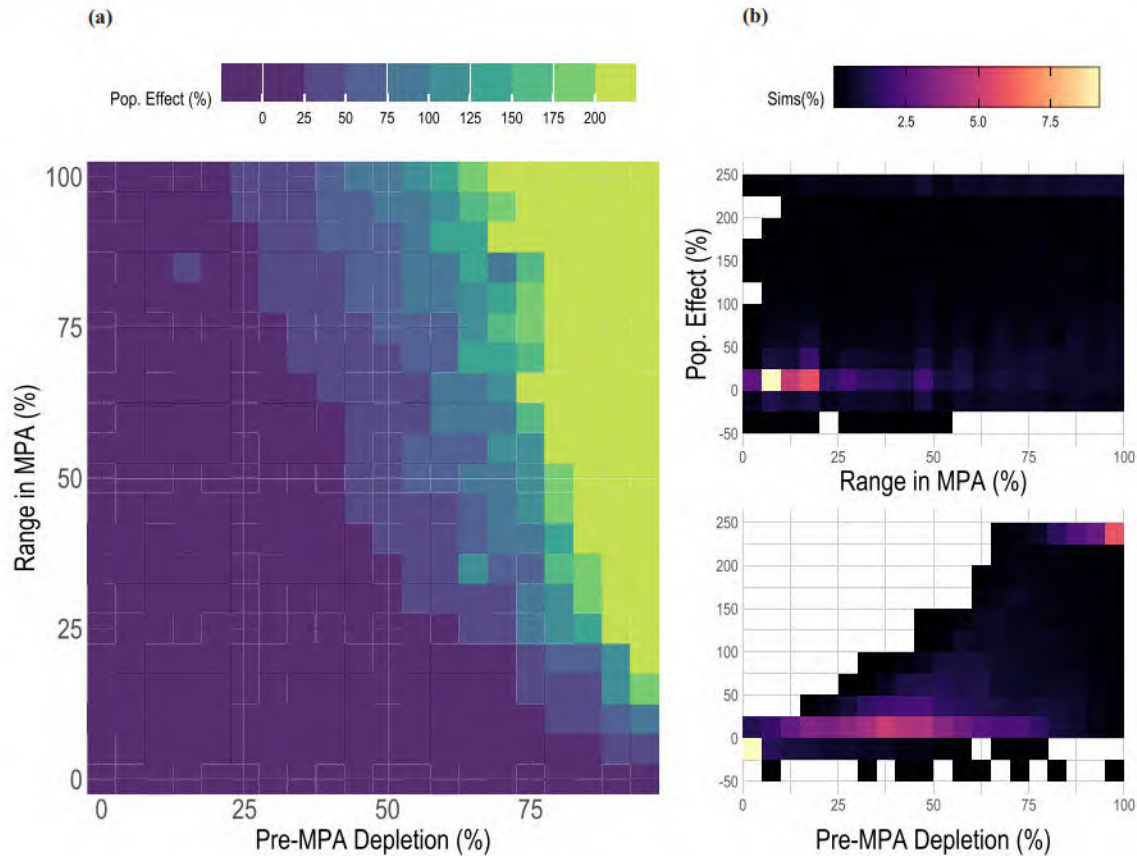 (a)
(b)
Pop. Effect (%)
0 25 50 75 100 125 150 175 200
Sims(%)
2.5 5.0 7.5
100
75
50
25
0
Range in MPA (%)
0 25 50 75
Pre-MPA Depletion (%)
250
200
150
100
50
0
-50
Pop. Effect (%)
0 25 50 75 100
Range in MPA (%)
250
200
150
100
50
0
-50
0 25 50 75 100
Pre-MPA Depletion (%)